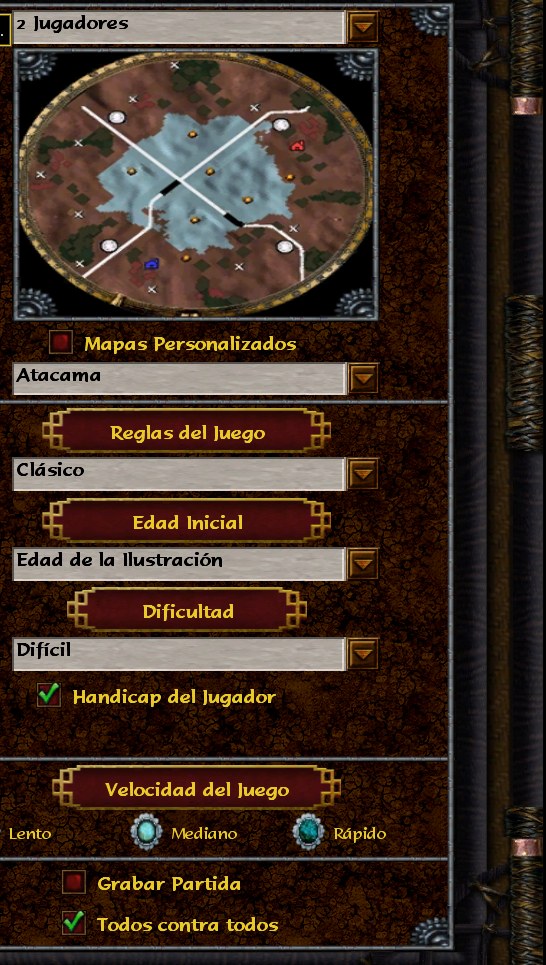 2 Jugadores
Mapas Personalizados
Atacama
Reglas del Juego
Clásico
Edad Inicial
Edad de la Ilustración
Dificultad
Difícil
Handicap del Jugador
Velocidad del Juego
Lento Mediano Rápido
Grabar Partida
Todos contra todos